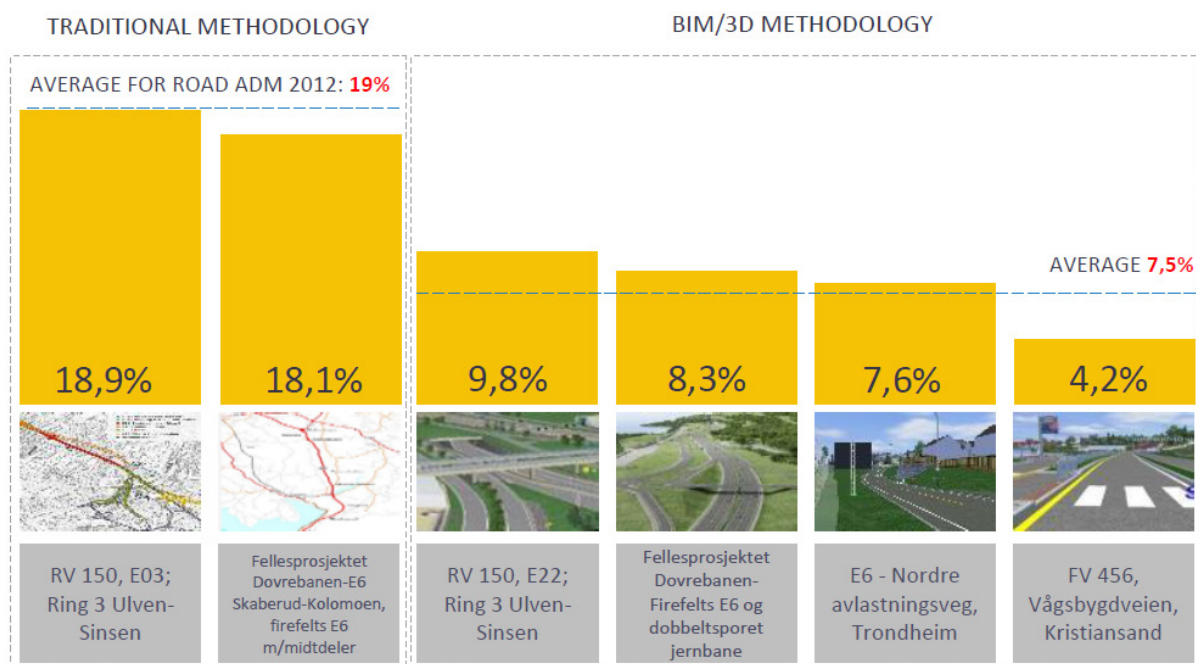 TRADITIONAL METHODOLOGY
BIM/3D METHODOLOGY
AVERAGE FOR ROAD ADM 2012: 19%
AVERAGE 7,5%
18,9%
18,1%
9,8%
8,3%
7,6%
4,2%
RV 150, E03;
Ring 3 Ulven-
Sinsen
Fellesprosjektet
Dovrebanen-E6
Skaberud-Kolomoen,
firefelts E6
m/midtdeler
RV 150, E22;
Ring 3 Ulven-
Sinsen
Fellesprosjektet
Dovrebanen-
Firefelts E6 og
dobbeltsporet
jernbane
E6 - Nordre
avlastningsveg,
Trondheim
FV 456,
Vågsbygdveien,
Kristiansand